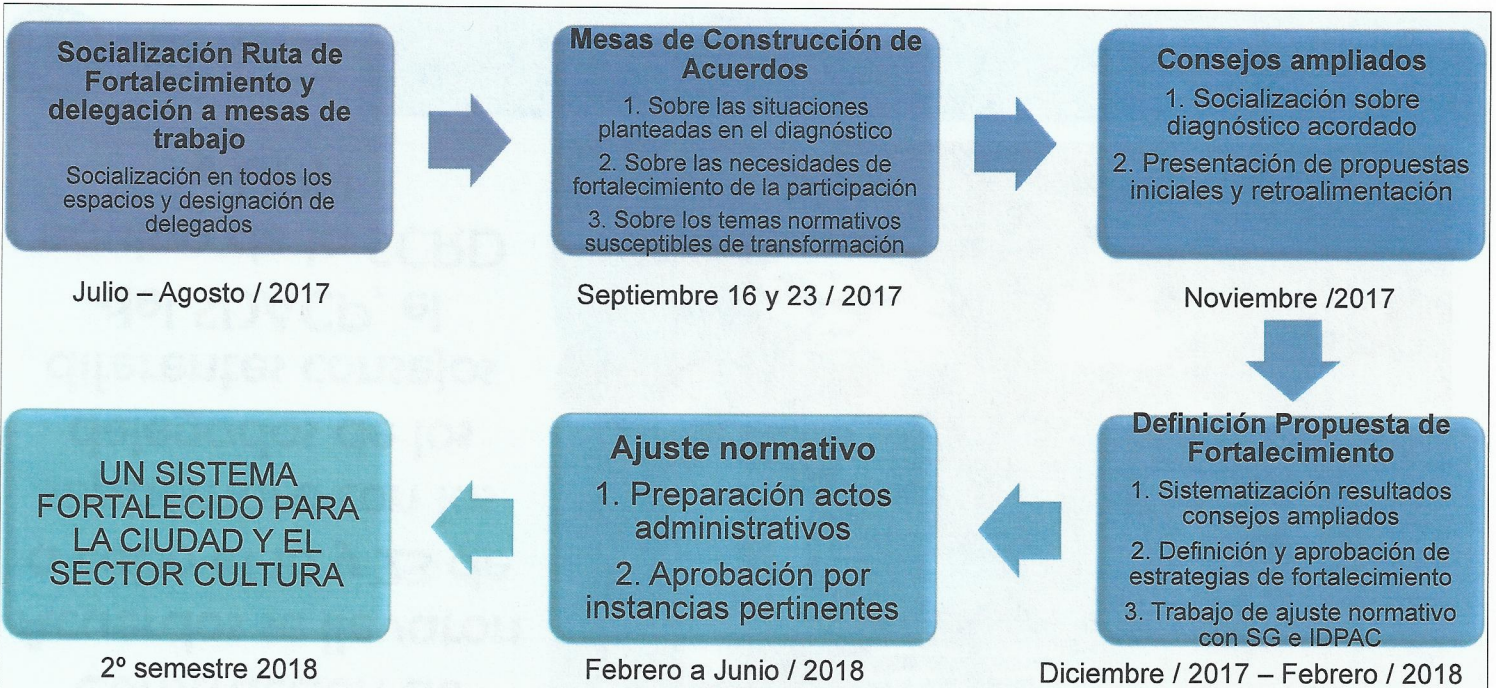 Socialización Ruta de
Fortalecimiento y
delegación a mesas de
trabajo
Socialización en todos los
espacios y designación de
delegados
Julio – Agosto / 2017
Mesas de Construcción de
Acuerdos
1. Sobre las situaciones
planteadas en el diagnóstico
2. Sobre las necesidades de
fortalecimiento de la participación
3. Sobre los temas normativos
susceptibles de transformación
Septiembre 16 y 23 / 2017
Consejos ampliados
1. Socialización sobre
diagnóstico acordado
2. Presentación de propuestas
iniciales y retroalimentación
Noviembre /2017
Definición Propuesta de
Fortalecimiento
1. Sistematización resultados
consejos ampliados
2. Definición y aprobación de
estrategias de fortalecimiento
3. Trabajo de ajuste normativo
con SG e IDPAC
Diciembre / 2017 – Febrero / 2018
Ajuste normativo
1. Preparación actos
administrativos
2. Aprobación por
instancias pertinentes
Febrero a Junio / 2018
UN SISTEMA
FORTALECIDO PARA
LA CIUDAD Y EL
SECTOR CULTURA
2º semestre 2018